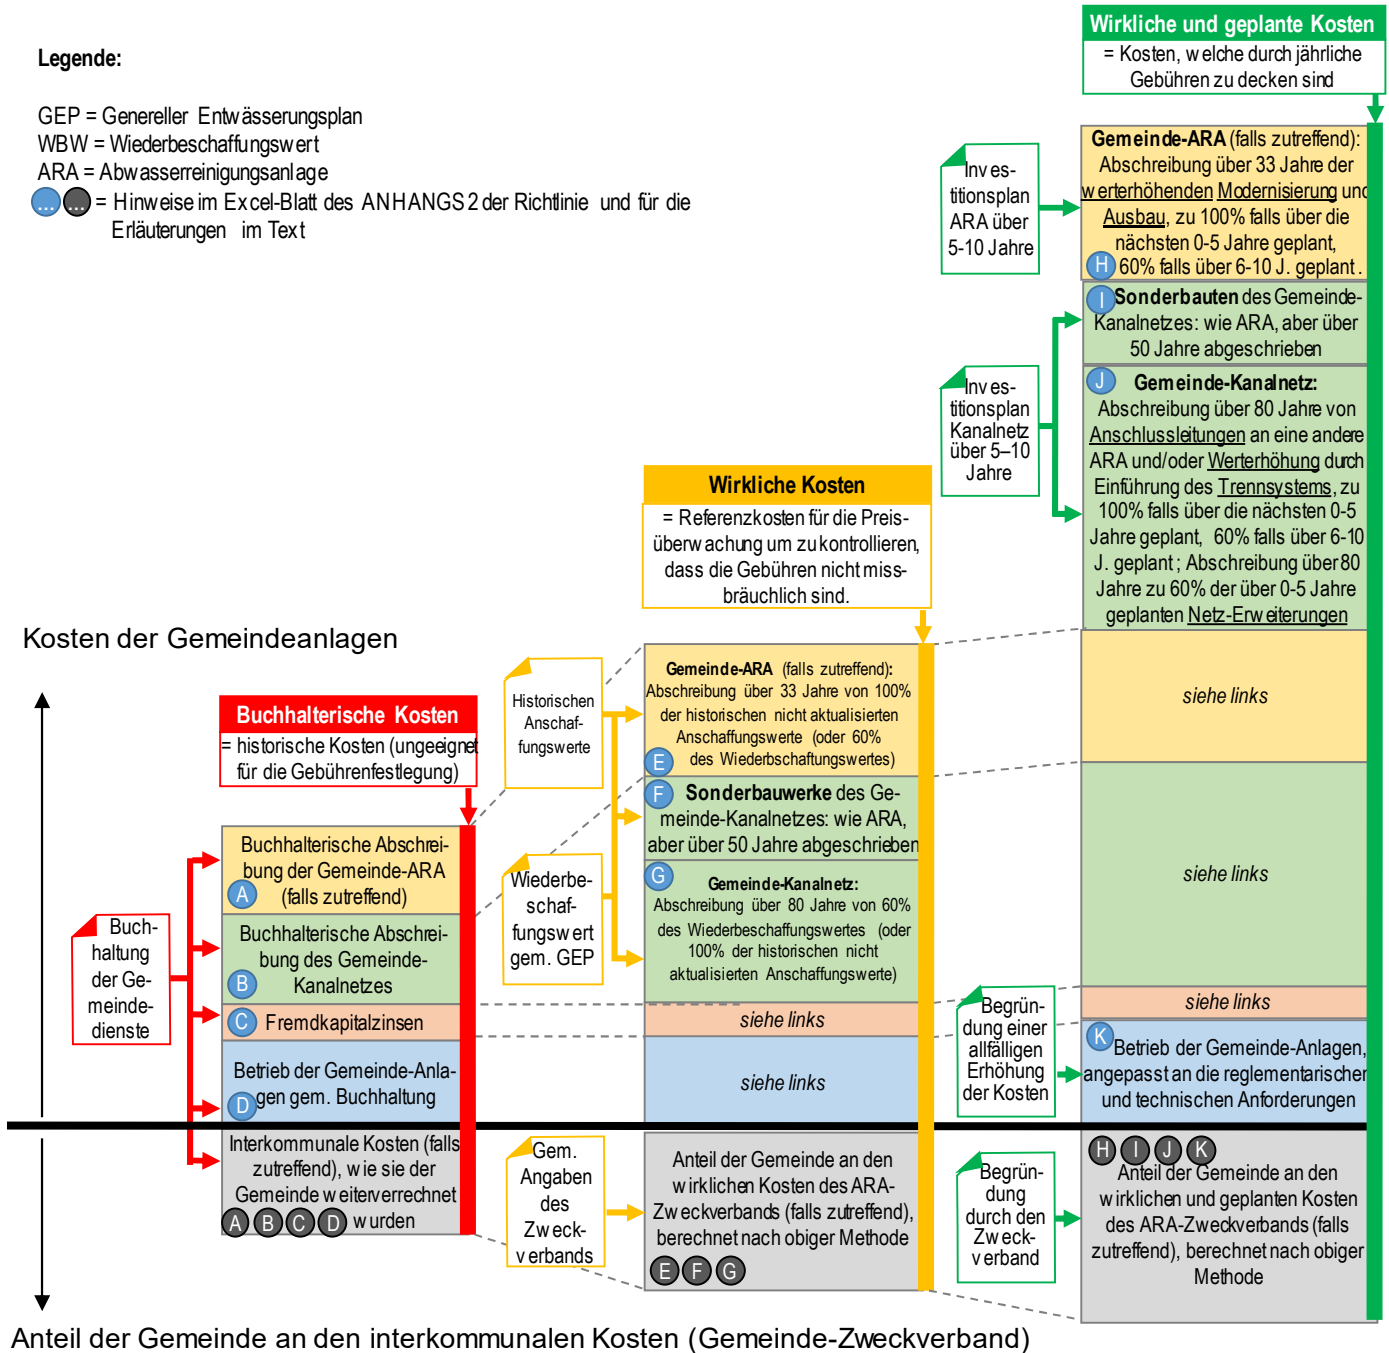 Legende:
GEP = Genereller Entwässerungsplan
WBW = Wiederbeschaffungswert
ARA = Abwasserreinigungsanlage
... ... = Hinweise im Excel-Blatt des ANHANGS 2 der Richtlinie und für die
Erläuterungen im Text
Wirkliche und geplante Kosten
= Kosten, welche durch jährliche
Gebühren zu decken sind
Inves-
titionsplan
ARA über
5-10 Jahre
Gemeinde-ARA (falls zutreffend):
Abschreibung über 33 Jahre der
werterhöhenden Modernisierung und
Ausbau, zu 100% falls über die
nächsten 0-5 Jahre geplant,
H 60% falls über 6-10 J. geplant.
I Sonderbauten des Gemeinde-
Kanalnetzes: wie ARA, aber über
50 Jahre abgeschrieben
Inves-
titionsplan
Kanalnetz
über 5–10
Jahre
J Gemeinde-Kanalnetz:
Abschreibung über 80 Jahre von
Anschlussleitungen an eine andere
ARA und/oder Werterhöhung durch
Einführung des Trennsystems, zu
100% falls über die nächsten 0-5
Jahre geplant, 60% falls über 6-10
J. geplant; Abschreibung über 80
Jahre zu 60% der über 0-5 Jahre
geplanten Netz-Erweiterungen
siehe links
siehe links
siehe links
Begrün-
dung einer
allfälligen
Erhöhung
der Kosten
K Betrieb der Gemeinde-Anlagen,
angepasst an die reglementarischen
und technischen Anforderungen
Begrün-
dung
durch den
Zweck-
verband
H I J K
Anteil der Gemeinde an den
wirklichen und geplanten Kosten
des ARA-Zweckverbands (falls
zutreffend), berechnet nach obiger
Methode
Wirkliche Kosten
= Referenzkosten für die Preis-
überwachung um zu kontrollieren,
dass die Gebühren nicht miss-
bräuchlich sind.
Historischen
Anschaf-
fungswerte
Gemeinde-ARA (falls zutreffend):
Abschreibung über 33 Jahre von 100%
der historischen nicht aktualisierten
Anschaffungswerte (oder 60%
E des Wiederbschaftungswertes)
F Sonderbauwerke des Ge-
meinde-Kanalnetzes: wie ARA,
aber über 50 Jahre abgeschrieben
Wiederbe-
schaf-
fungswert
gem. GEP
G Gemeinde-Kanalnetz:
Abschreibung über 80 Jahre von 60%
des Wiederbeschaffungswertes (oder
100% der historischen nicht
aktualisierten Anschaffungswerte)
siehe links
siehe links
Gem.
Angaben
des
Zweck-
verbands
Anteil der Gemeinde an den
wirklichen Kosten des ARA-
Zweckverbands (falls zutreffend),
berechnet nach obiger Methode
E F G
Kosten der Gemeindeanlagen
Buchhalterische Kosten
= historische Kosten (ungeeignet
für die Gebührenfestlegung)
Buch-
haltung
der Ge-
meinde-
dienste
Buchhalterische Abschrei-
bung der Gemeinde-ARA
A (falls zutreffend)
Buchhalterische Abschrei-
bung des Gemeinde-
B Kanalnetzes
C Fremdkapitalzinsen
Betrieb der Gemeinde-Anla-
D gen gem. Buchhaltung
Interkommunale Kosten (falls
zutreffend), wie sie der
Gemeinde weiterverrechnet
A B C D wurden
Anteil der Gemeinde an den interkommunalen Kosten (Gemeinde-Zweckverband)